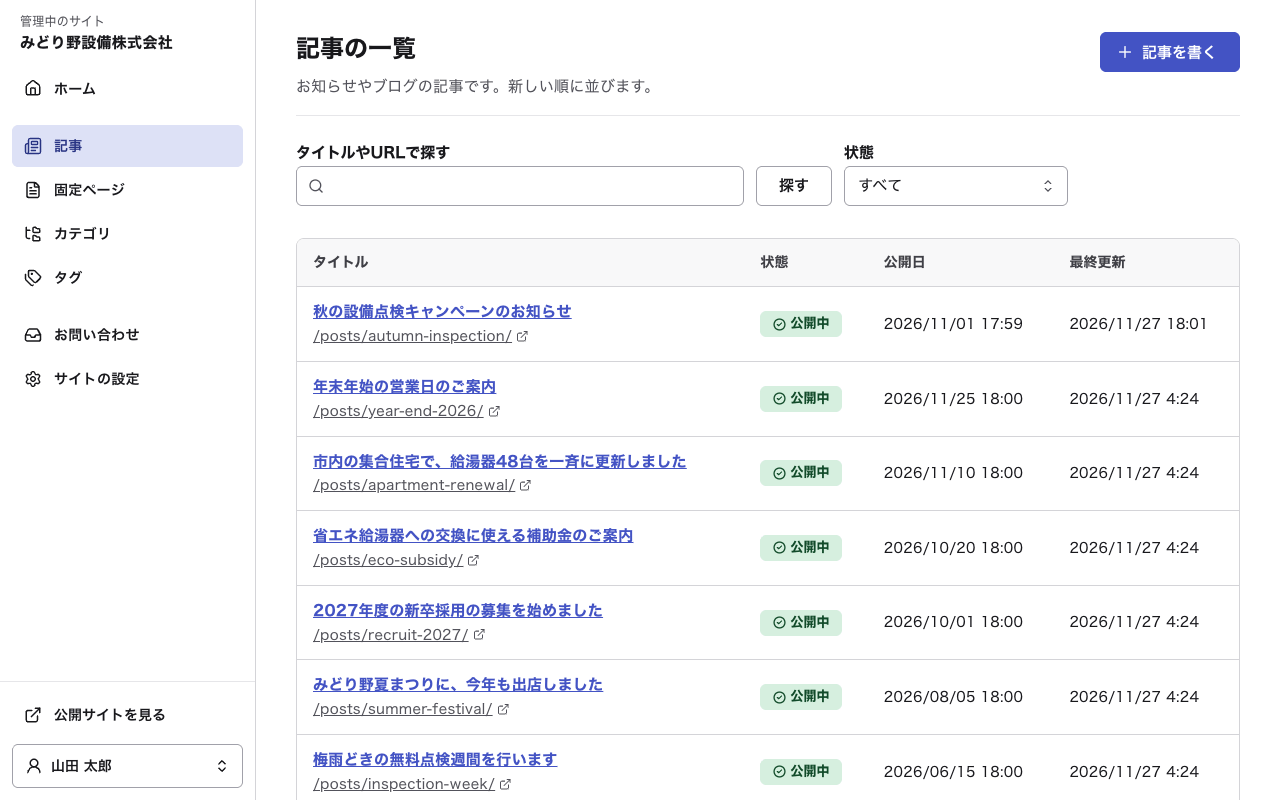 管理中のサイト
みどり野設備株式会社
ホーム
記事
固定ページ
カテゴリ
タグ
お問い合わせ
サイトの設定
公開サイトを見る
山田 太郎
記事の一覧
記事を書く
お知らせやブログの記事です。新しい順に並びます。
タイトルやURLで探す
探す
状態
すべて
タイトル 状態 公開日 最終更新
秋の設備点検キャンペーンのお知らせ
/posts/autumn-inspection/
公開中 2026/11/01 17:59 2026/11/27 18:01
年末年始の営業日のご案内
/posts/year-end-2026/
公開中 2026/11/25 18:00 2026/11/27 4:24
市内の集合住宅で、給湯器48台を一斉に更新しました
/posts/apartment-renewal/
公開中 2026/11/10 18:00 2026/11/27 4:24
省エネ給湯器への交換に使える補助金のご案内
/posts/eco-subsidy/
公開中 2026/10/20 18:00 2026/11/27 4:24
2027年度の新卒採用の募集を始めました
/posts/recruit-2027/
公開中 2026/10/01 18:00 2026/11/27 4:24
みどり野夏まつりに、今年も出店しました
/posts/summer-festival/
公開中 2026/08/05 18:00 2026/11/27 4:24
梅雨どきの無料点検週間を行います
/posts/inspection-week/
公開中 2026/06/15 18:00 2026/11/27 4:24